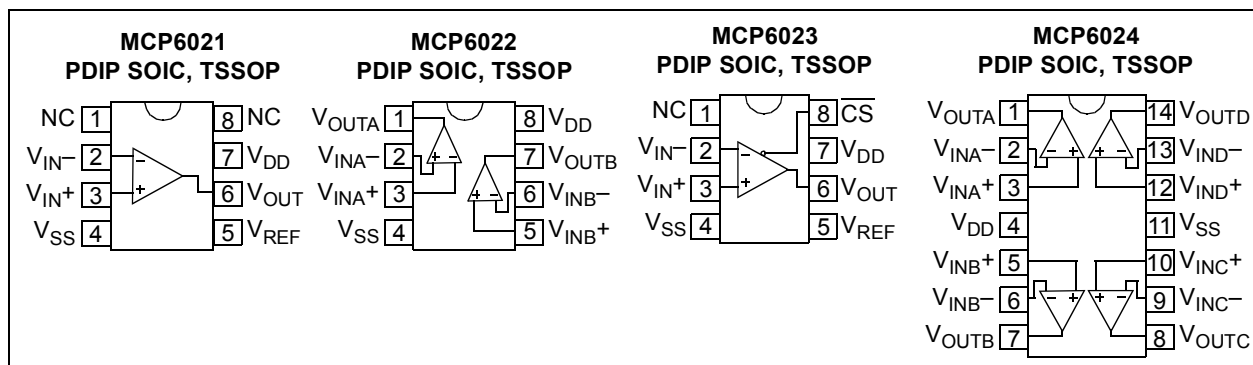 MCP6021
PDIP SOIC, TSSOP
NC 1 8 NC
VIN– 2 – 7 VDD
VIN+ 3 + 6 VOUT
VSS 4 5 VREF
MCP6022
PDIP SOIC, TSSOP
VOUTA 1 8 VDD
VINA– 2 + – 7 VOUTB
VINA+ 3 + – 6 VINB–
VSS 4 5 VINB+
MCP6023
PDIP SOIC, TSSOP
NC 1 8 C̅S̅
VIN– 2 – 7 VDD
VIN+ 3 + 6 VOUT
VSS 4 5 VREF
MCP6024
PDIP SOIC, TSSOP
VOUTA 1 14 VOUTD
VINA– 2 – + + – 13 VIND–
VINA+ 3 12 VIND+
VDD 4 11 VSS
VINB+ 5 10 VINC+
VINB– 6 – + + – 9 VINC–
VOUTB 7 8 VOUTC